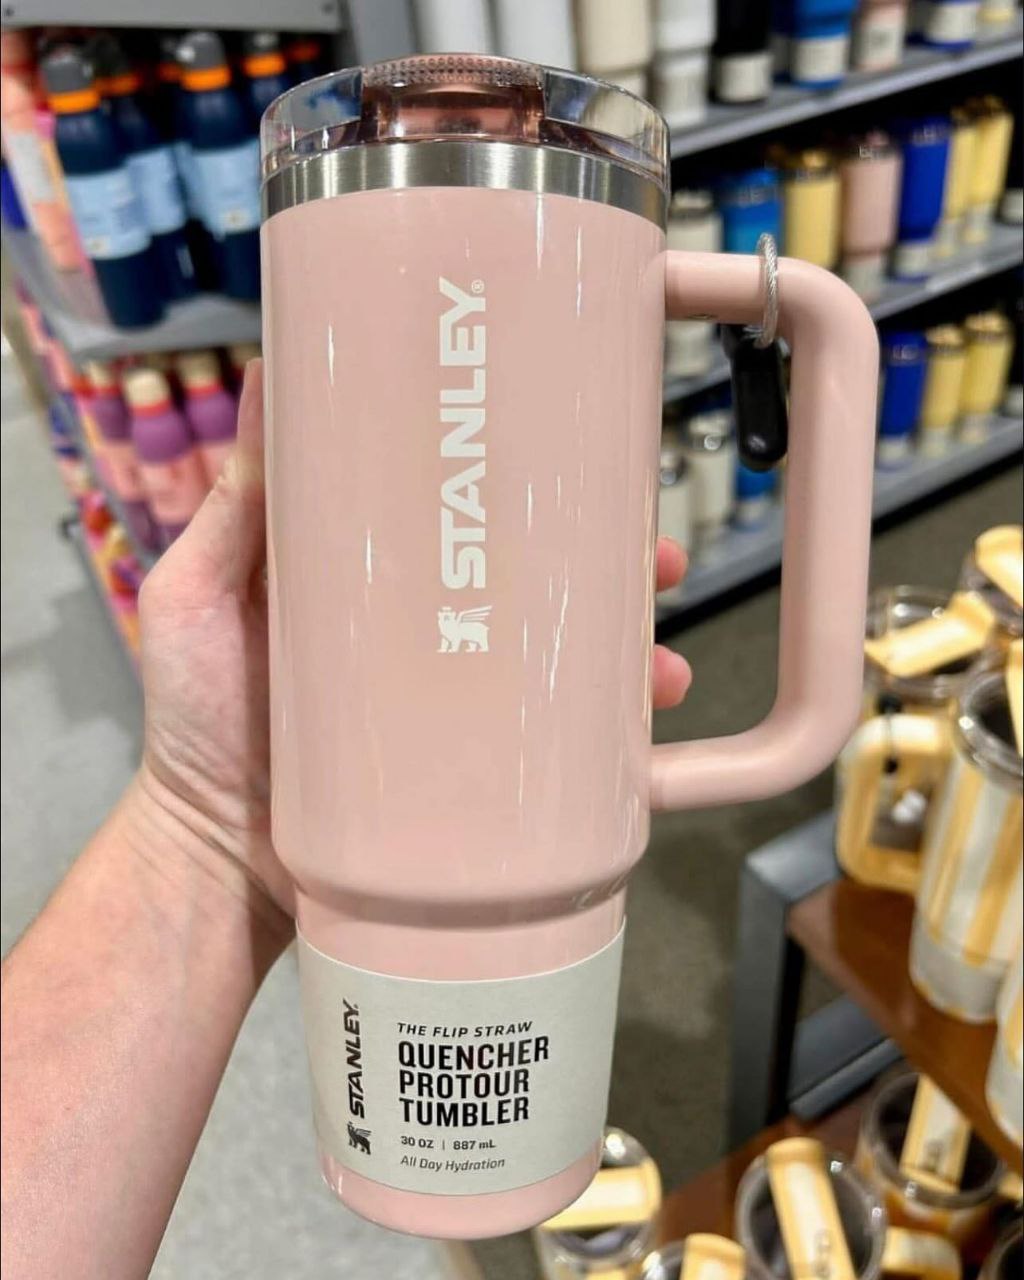 STANLEY®
STANLEY
THE FLIP STRAW
QUENCHER
PROTOUR
TUMBLER
30 OZ | 887 mL
All Day Hydration